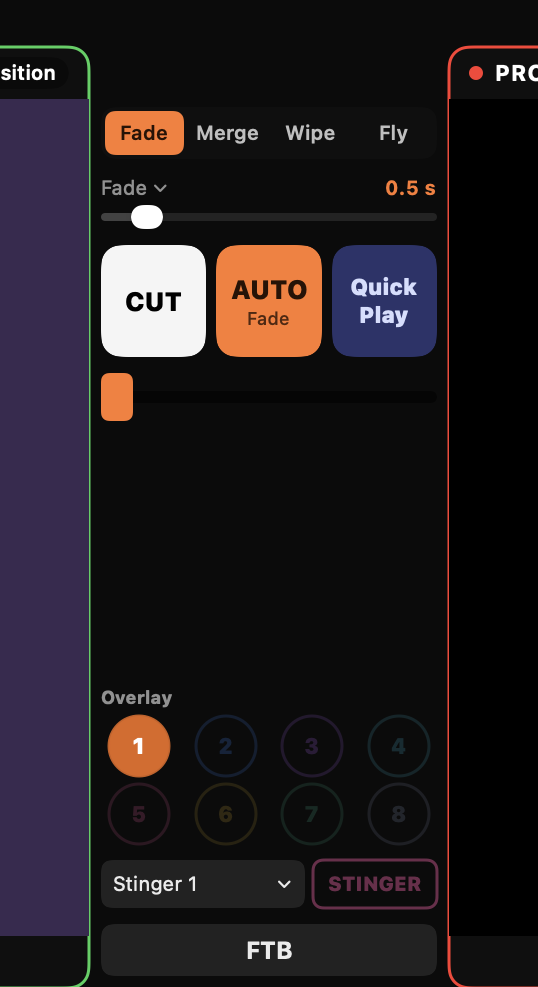 sition
PRO
Fade Merge Wipe Fly
Fade 0.5 s
CUT
AUTO
Fade
Quick
Play
Overlay
1 2 3 4
5 6 7 8
Stinger 1
STINGER
FTB